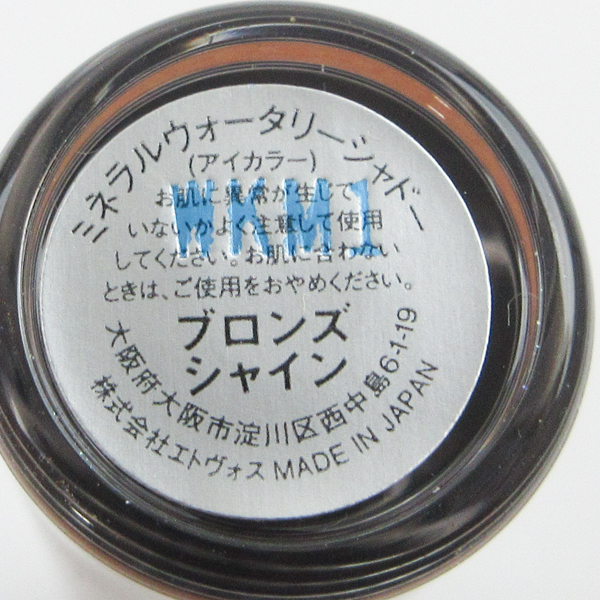 ミネラルウォータリーシャドー
(アイカラー)
お肌に異常が生じて
WKM1
いないかよく注意して使用
してください。お肌に合わない
ときは、ご使用をおやめください。
ブロンズ
シャイン
大阪府大阪市淀川区西中島6-1-19
株式会社エトヴォス MADE IN JAPAN